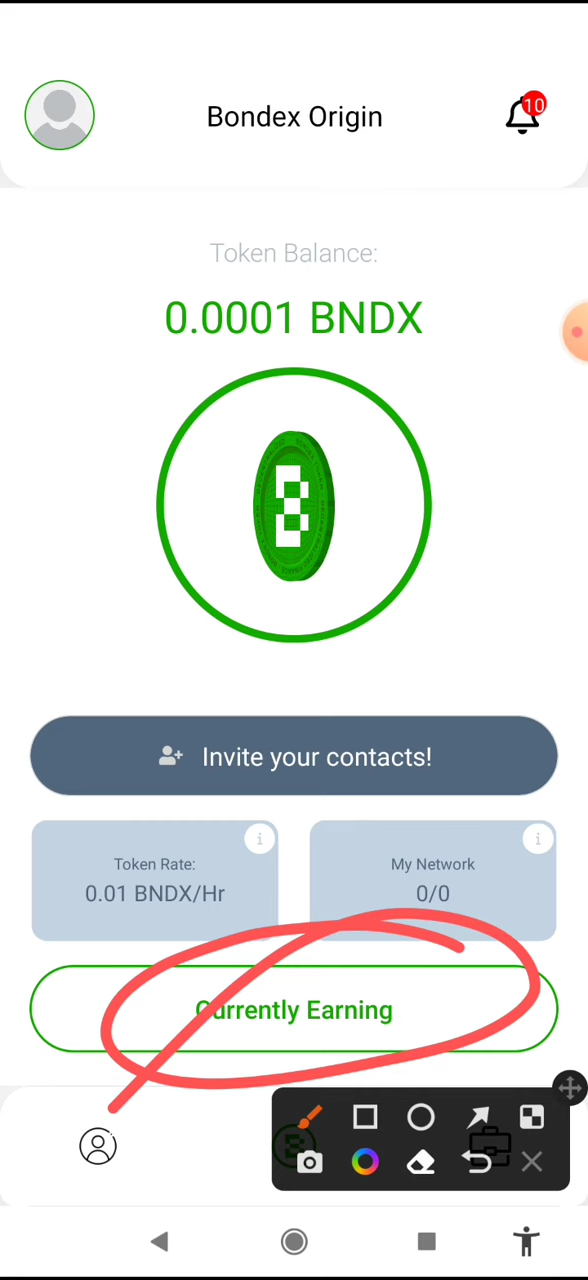 Bondex Origin
10
Token Balance:
0.0001 BNDX
Invite your contacts!
Token Rate:
0.01 BNDX/Hr
My Network
0/0
Currently Earning